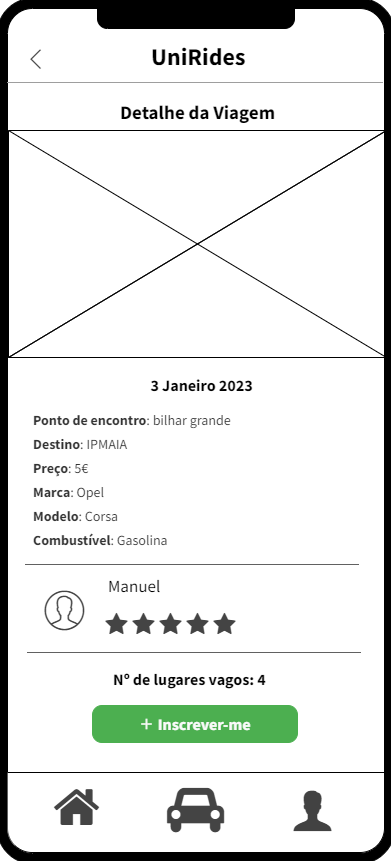 UniRides
Detalhe da Viagem
3 Janeiro 2023
Ponto de encontro: bilhar grande
Destino: IPMAIA
Preço: 5€
Marca: Opel
Modelo: Corsa
Combustível: Gasolina
Manuel
Nº de lugares vagos: 4
+ Inscrever-me